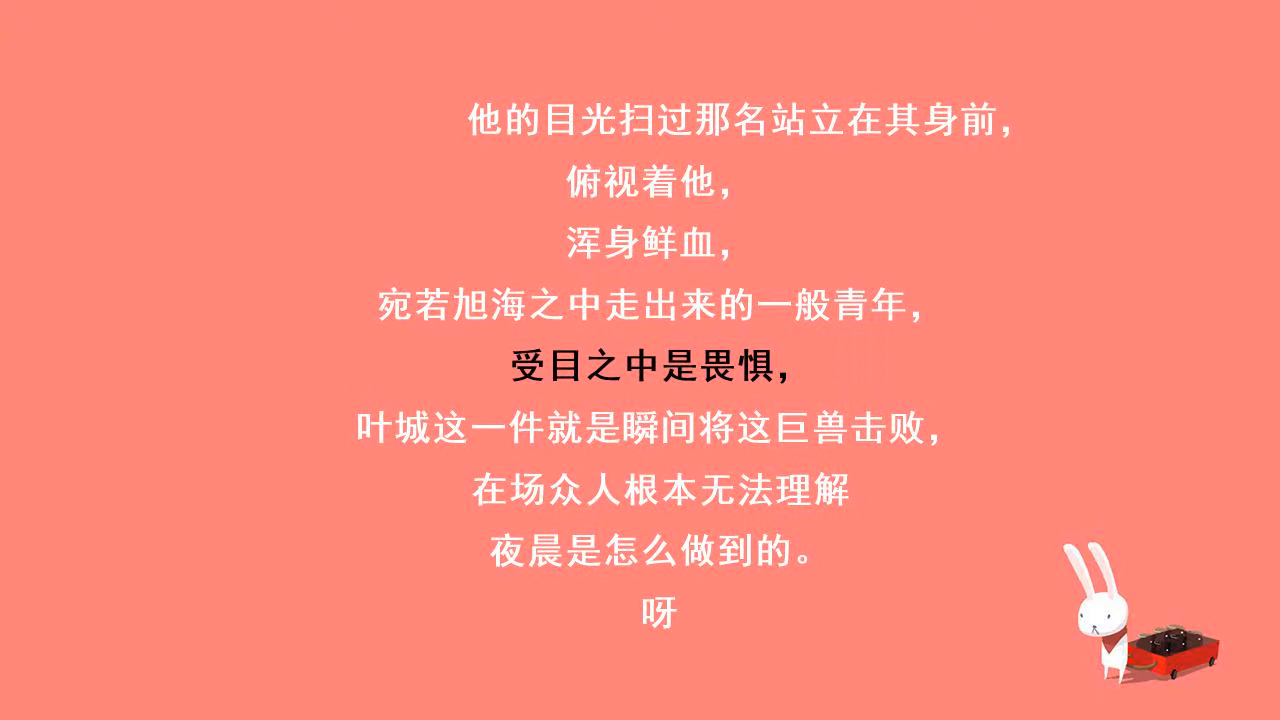 他的目光扫过那名站立在其身前，
俯视着他，
浑身鲜血，
宛若旭海之中走出来的一般青年，
受目之中是畏惧，
叶城这一件就是瞬间将这巨兽击败，
在场众人根本无法理解
夜晨是怎么做到的。
呀